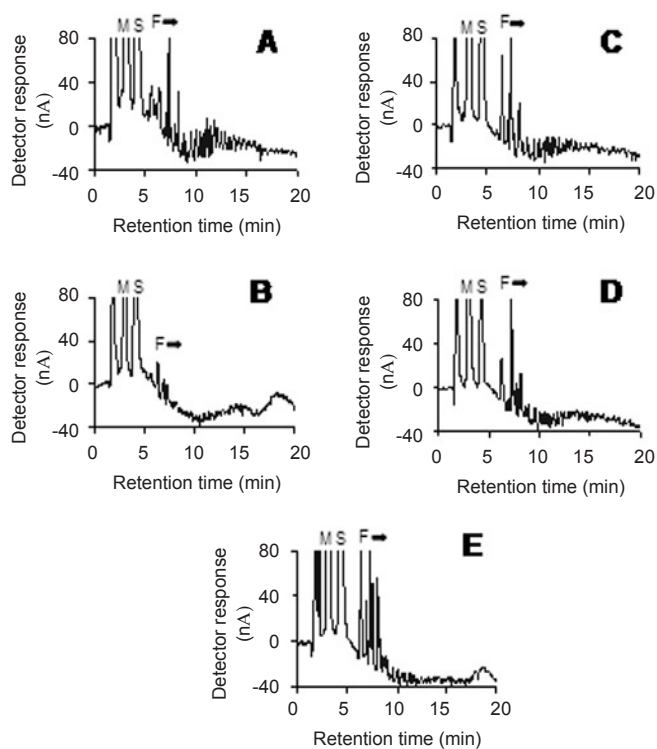 M S F → A
80
40
0
-40
Detector response
(nA)
0 5 10 15 20
Retention time (min)
M S F → C
80
40
0
-40
Detector response
(nA)
0 5 10 15 20
Retention time (min)
M S B
F →
80
40
0
-40
Detector response
(nA)
0 5 10 15 20
Retention time (min)
M S F → D
80
40
0
-40
Detector response
(nA)
0 5 10 15 20
Retention time (min)
M S F → E
80
40
0
-40
Detector response
(nA)
0 5 10 15 20
Retention time (min)